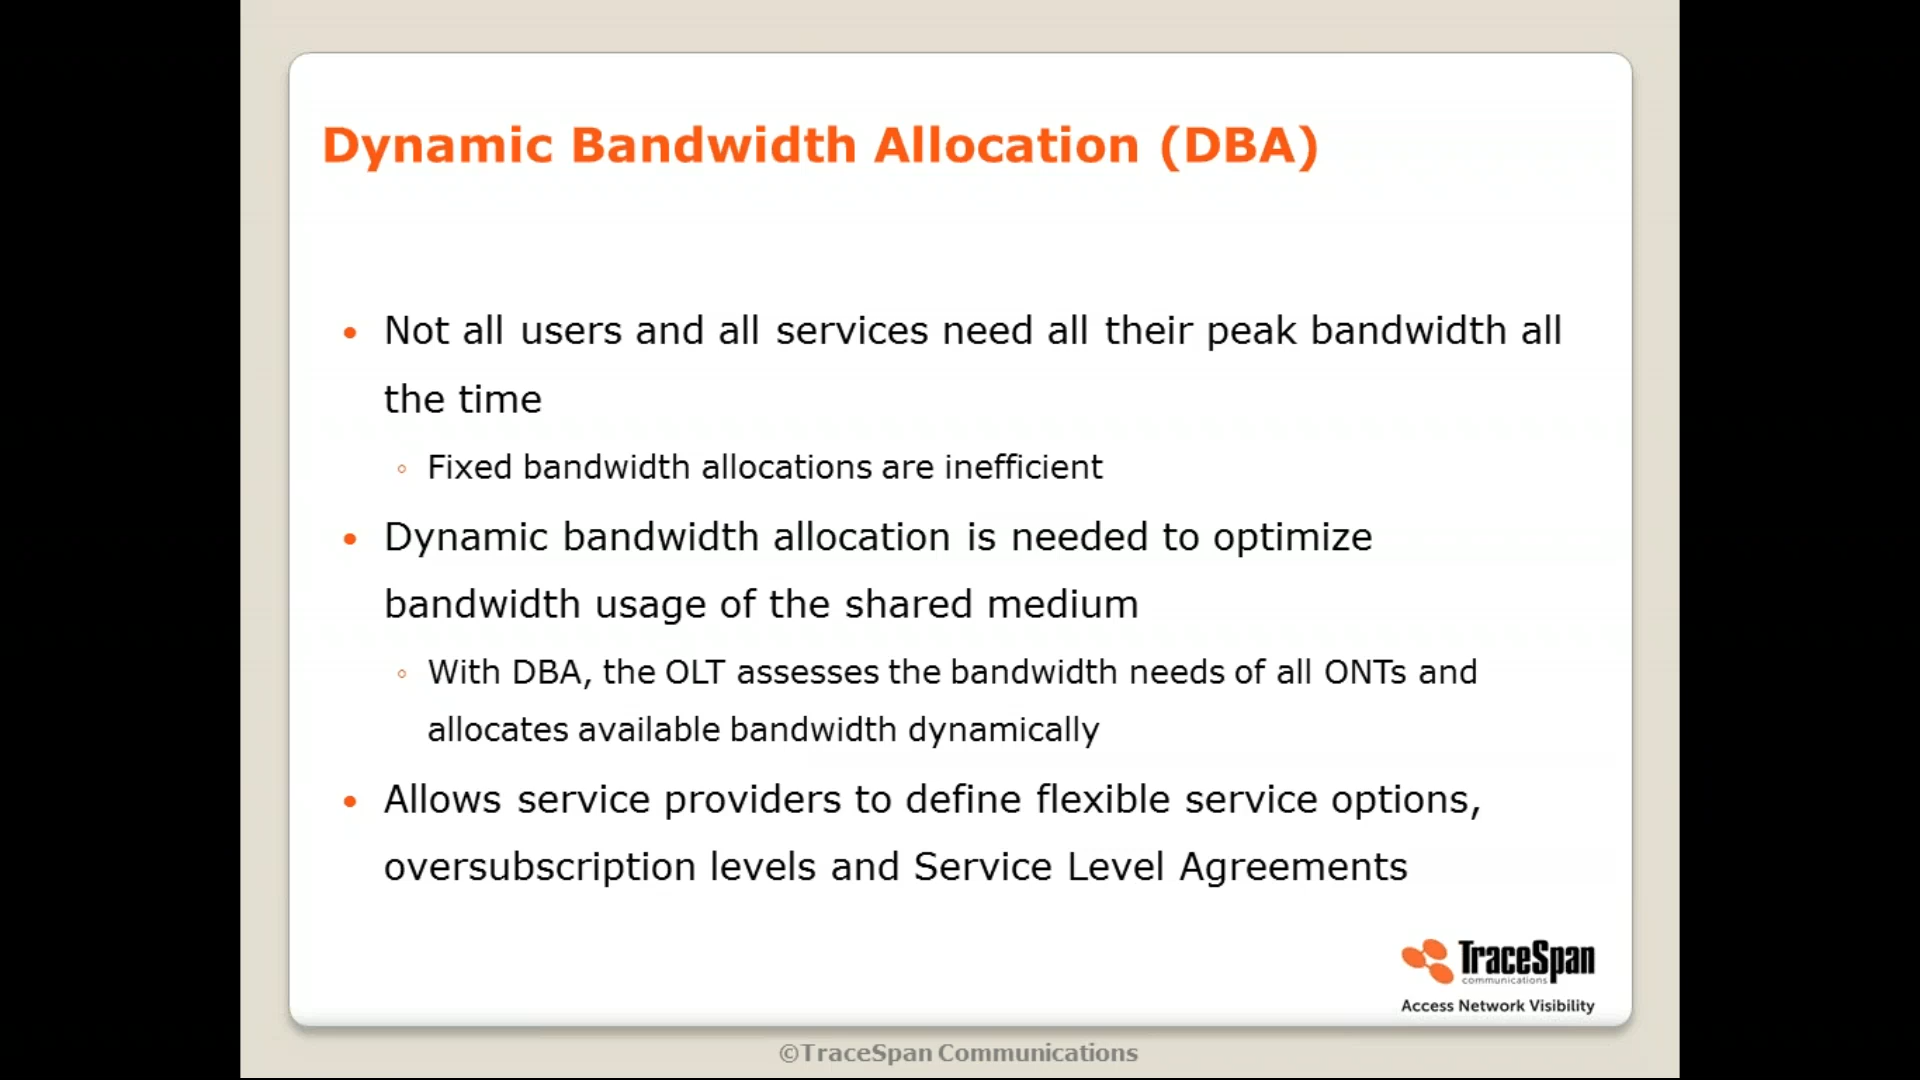 Dynamic Bandwidth Allocation (DBA)
• Not all users and all services need all their peak bandwidth all
the time
◦ Fixed bandwidth allocations are inefficient
• Dynamic bandwidth allocation is needed to optimize
bandwidth usage of the shared medium
◦ With DBA, the OLT assesses the bandwidth needs of all ONTs and
allocates available bandwidth dynamically
• Allows service providers to define flexible service options,
oversubscription levels and Service Level Agreements
TraceSpan
communications
Access Network Visibility
©TraceSpan Communications